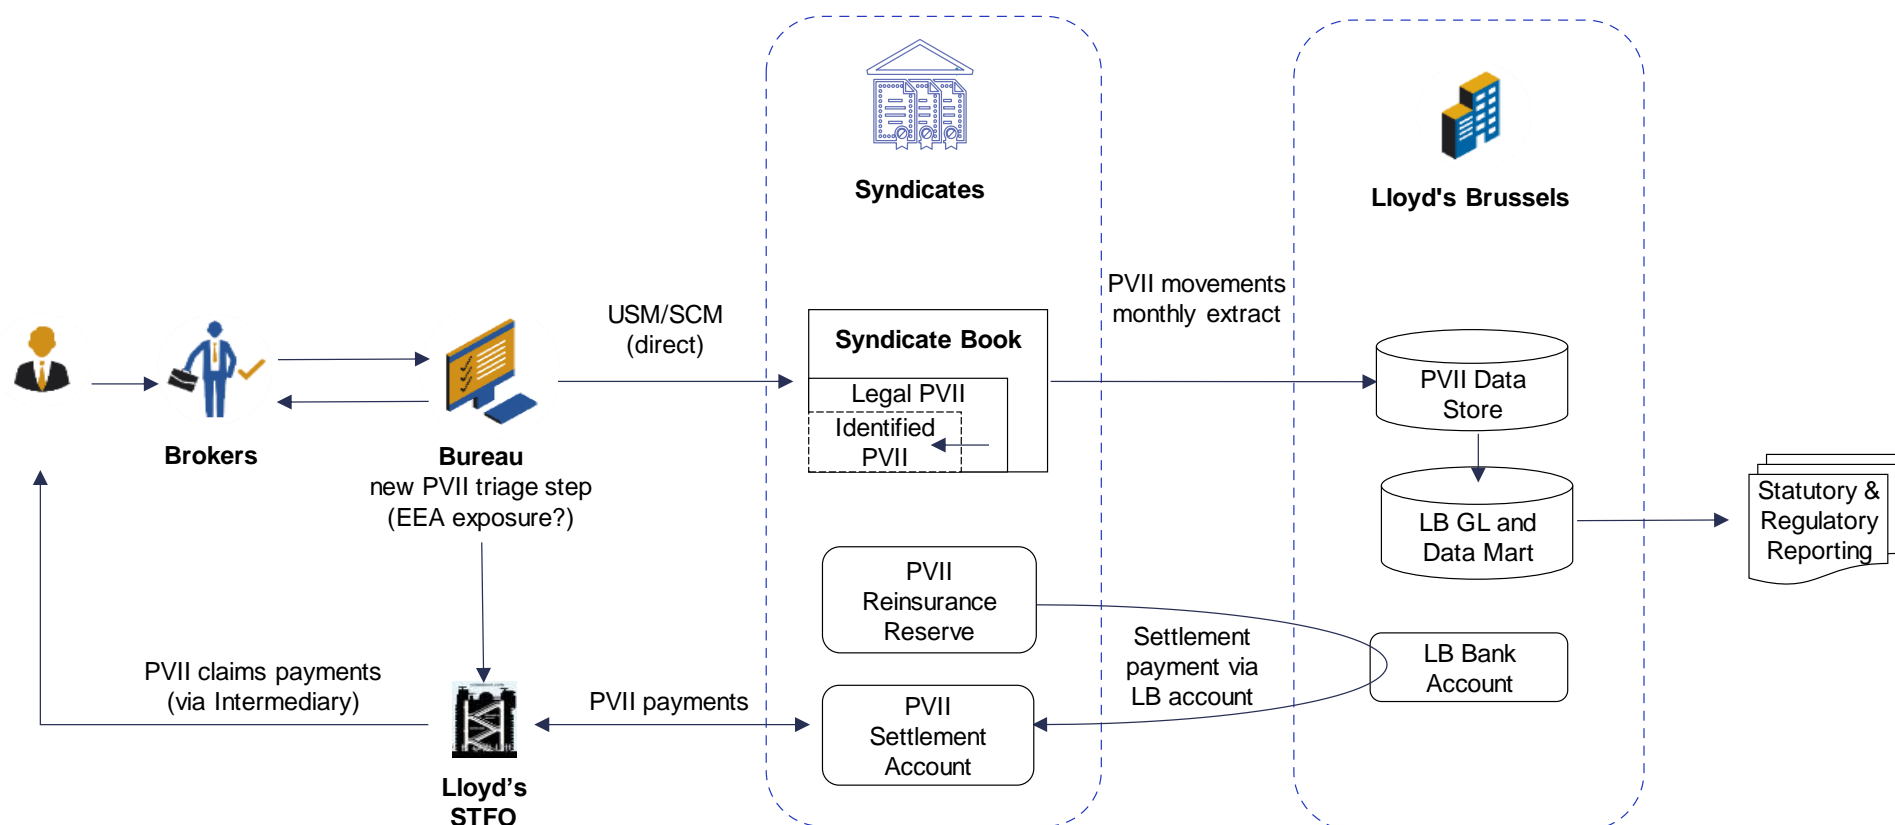 Syndicates
Lloyd's Brussels
USM/SCM
(direct)
PVII movements
monthly extract
Syndicate Book
Legal PVII
Identified
PVII
PVII Data
Store
Brokers
Bureau
new PVII triage step
(EEA exposure?)
LB GL and
Data Mart
Statutory &
Regulatory
Reporting
PVII
Reinsurance
Reserve
Settlement
payment via
LB account
LB Bank
Account
PVII claims payments
(via Intermediary)
PVII payments
PVII
Settlement
Account
Lloyd’s
STFO